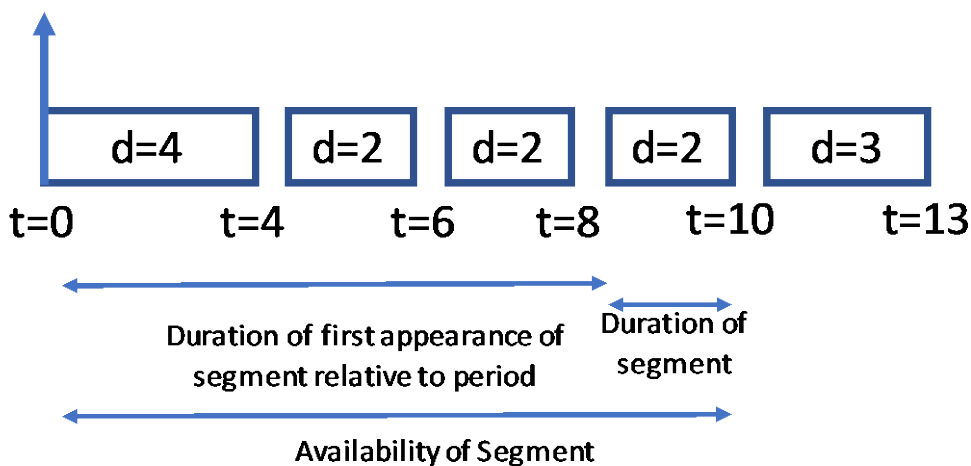 d=4 d=2 d=2 d=2 d=3
t=0 t=4 t=6 t=8 t=10 t=13
Duration of first appearance of
segment relative to period
Duration of
segment
Availability of Segment